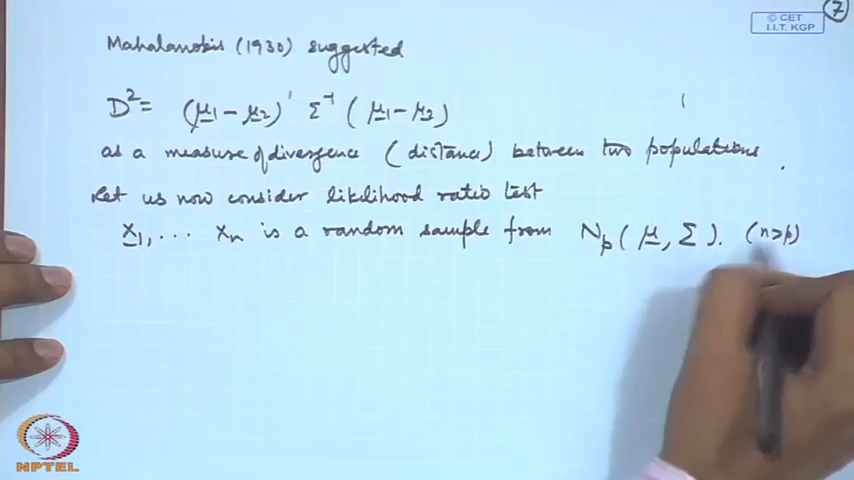 7
© CET
I.I.T. KGP
Mahalanobis (1930) suggested
D² = (μ1 - μ2)' Σ⁻¹ (μ1 - μ2)
as a measure of divergence (distance) between two populations.
Let us now consider likelihood ratio test
x1, ... xn is a random sample from Np(μ, Σ). (n>p)
NPTEL